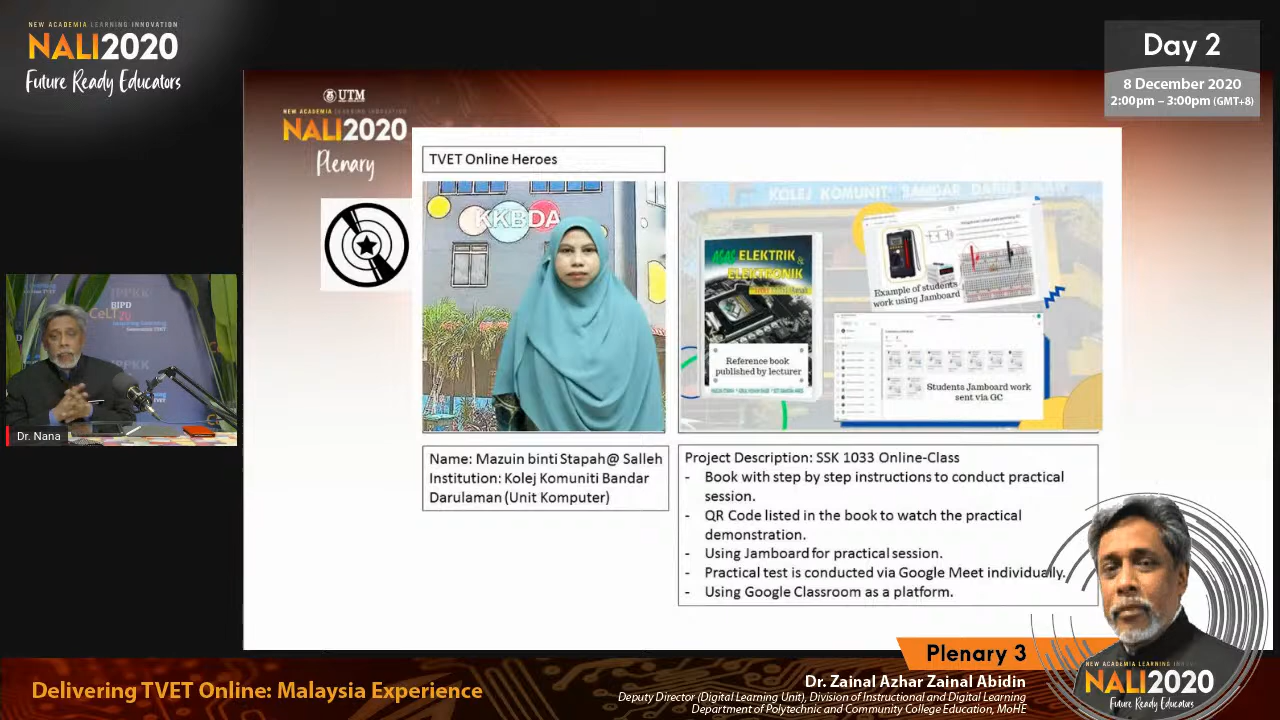 NEW ACADEMIA LEARNING INNOVATION
NALI2020
Future Ready Educators
Day 2
8 December 2020
2:00pm – 3:00pm (GMT+8)
UTM
NEW ACADEMIA LEARNING INNOVATION
NALI2020
Plenary
TVET Online Heroes
KKBDA
KOLEJ KOMUNITI BANDAR DARULAMAN
ASAS ELEKTRIK &
ELEKTRONIK
Reference book
published by lecturer
Example of students
work using Jamboard
Students Jamboard work
sent via GC
BIPD
CeLT
Dr. Nana
Name: Mazuin binti Stapah@ Salleh
Institution: Kolej Komuniti Bandar
Darulaman (Unit Komputer)
Project Description: SSK 1033 Online-Class
- Book with step by step instructions to conduct practical
session.
- QR Code listed in the book to watch the practical
demonstration.
- Using Jamboard for practical session.
- Practical test is conducted via Google Meet individually.
- Using Google Classroom as a platform.
Plenary 3
Delivering TVET Online: Malaysia Experience
Dr. Zainal Azhar Zainal Abidin
Deputy Director (Digital Learning Unit), Division of Instructional and Digital Learning
Department of Polytechnic and Community College Education, MoHE
NEW ACADEMIA LEARNING
NALI2020
Future Ready Educators